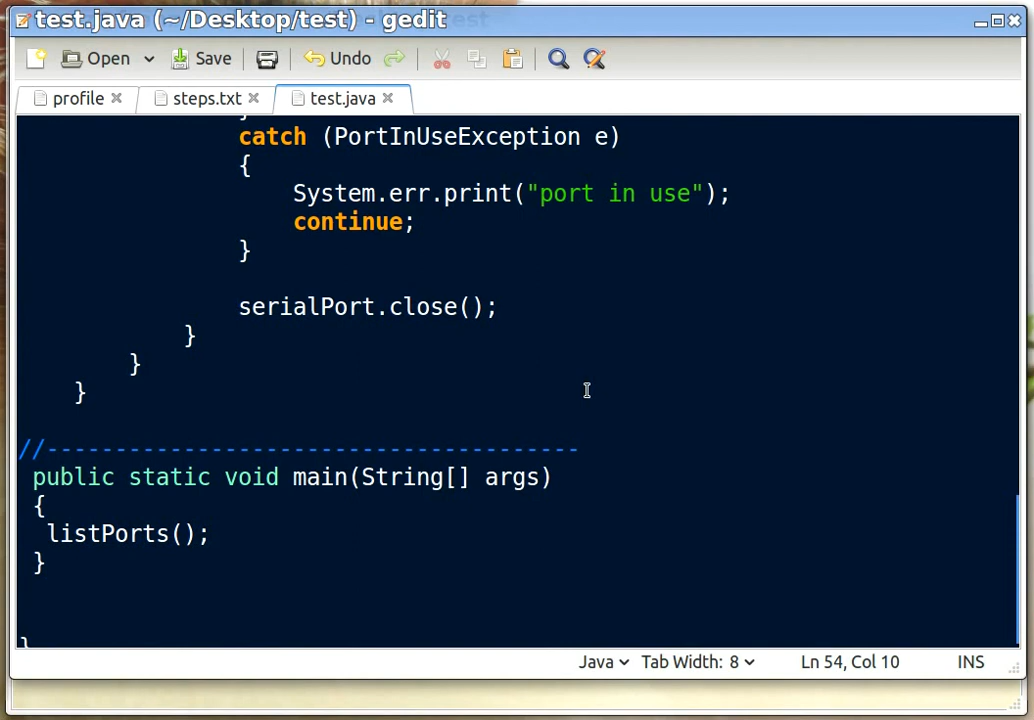 test.java (~/Desktop/test) - gedit
Open Save Undo
profile steps.txt test.java
}
catch (PortInUseException e)
{
System.err.print("port in use");
continue;
}
serialPort.close();
}
}
}
//---------------------------------------
public static void main(String[] args)
{
listPorts();
}
}
Java Tab Width: 8 Ln 54, Col 10 INS